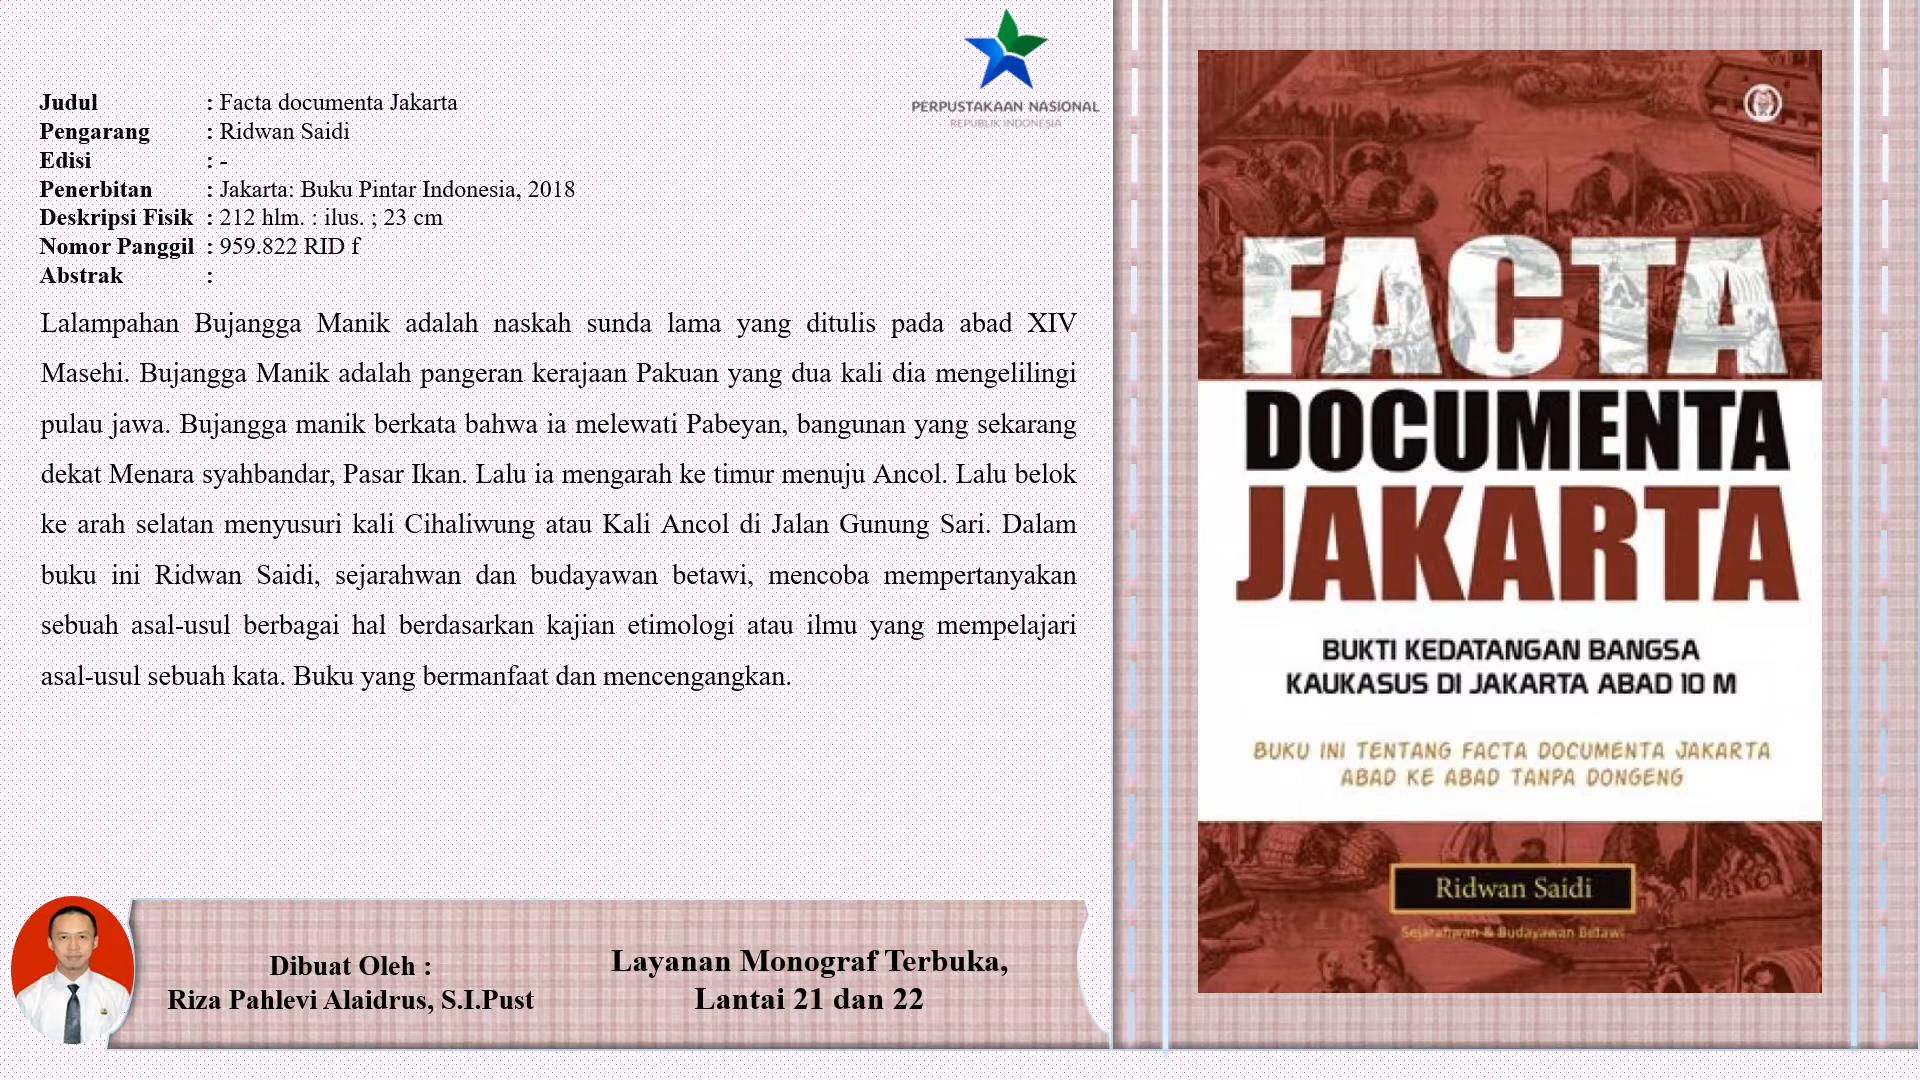 PERPUSTAKAAN NASIONAL
REPUBLIK INDONESIA
Judul : Facta documenta Jakarta
Pengarang : Ridwan Saidi
Edisi : -
Penerbitan : Jakarta: Buku Pintar Indonesia, 2018
Deskripsi Fisik : 212 hlm. : ilus. ; 23 cm
Nomor Panggil : 959.822 RID f
Abstrak :
Lalampahan Bujangga Manik adalah naskah sunda lama yang ditulis pada abad XIV
Masehi. Bujangga Manik adalah pangeran kerajaan Pakuan yang dua kali dia mengelilingi
pulau jawa. Bujangga manik berkata bahwa ia melewati Pabeyan, bangunan yang sekarang
dekat Menara syahbandar, Pasar Ikan. Lalu ia mengarah ke timur menuju Ancol. Lalu belok
ke arah selatan menyusuri kali Cihaliwung atau Kali Ancol di Jalan Gunung Sari. Dalam
buku ini Ridwan Saidi, sejarahwan dan budayawan betawi, mencoba mempertanyakan
sebuah asal-usul berbagai hal berdasarkan kajian etimologi atau ilmu yang mempelajari
asal-usul sebuah kata. Buku yang bermanfaat dan mencengangkan.
Dibuat Oleh :
Riza Pahlevi Alaidrus, S.I.Pust
Layanan Monograf Terbuka,
Lantai 21 dan 22
FACTA
DOCUMENTA
JAKARTA
BUKTI KEDATANGAN BANGSA
KAUKASUS DI JAKARTA ABAD 10 M
BUKU INI TENTANG FACTA DOCUMENTA JAKARTA
ABAD KE ABAD TANPA DONGENG
Ridwan Saidi
Sejarahwan & Budayawan Betawi